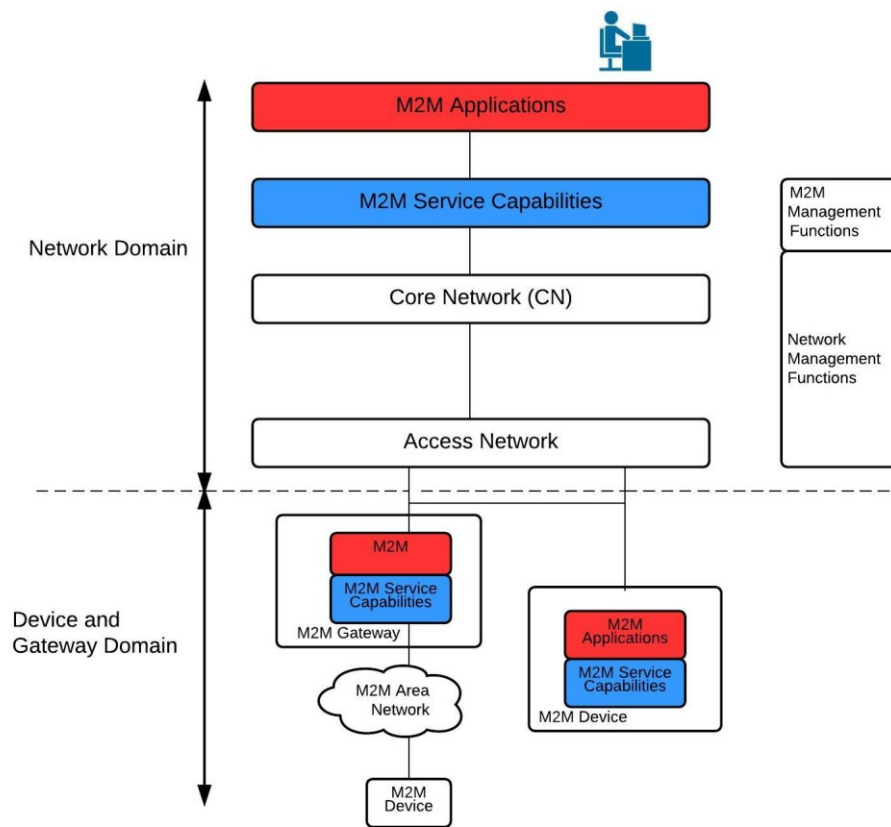 M2M Applications
M2M Service Capabilities
M2M
Management
Functions
Network Domain
Core Network (CN)
Network
Management
Functions
Access Network
M2M
M2M Service
Capabilities
M2M Gateway
Device and
Gateway Domain
M2M
Applications
M2M Service
Capabilities
M2M Device
M2M Area
Network
M2M
Device